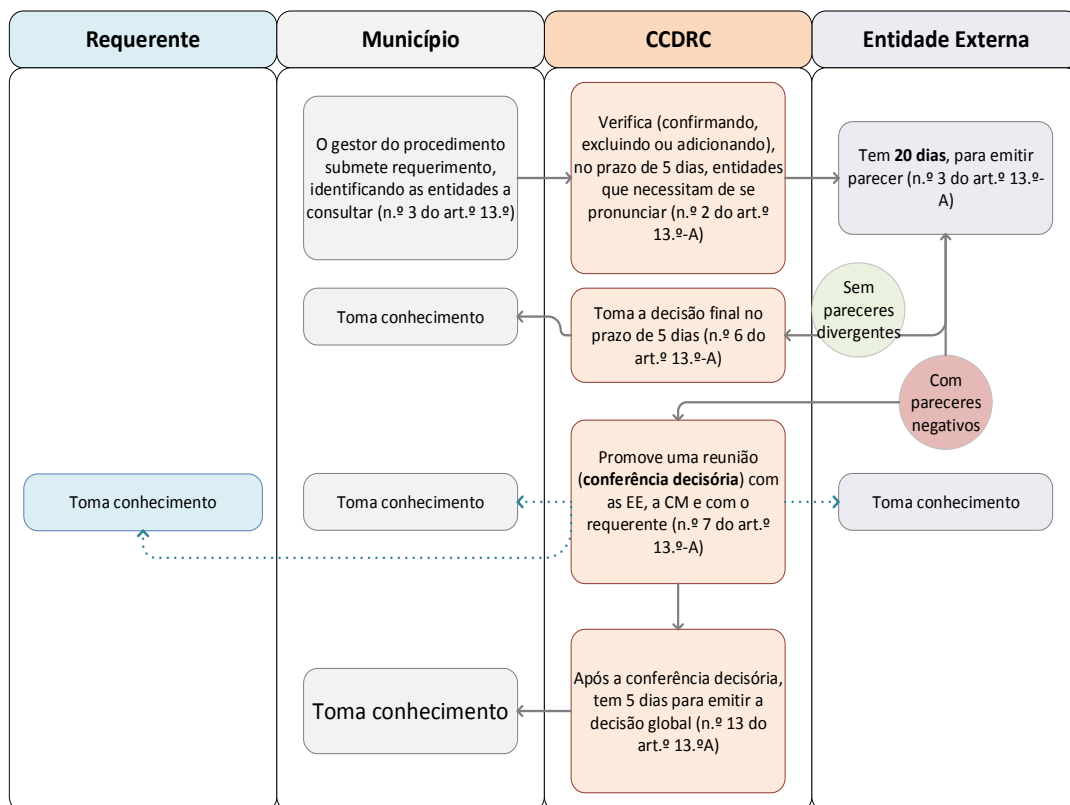 Requerente
Município
CCDRC
Entidade Externa
O gestor do procedimento
submete requerimento,
identificando as entidades a
consultar (n.º 3 do art.º 13.º)
Verifica (confirmando,
excluindo ou adicionando),
no prazo de 5 dias, entidades
que necessitam de se
pronunciar (n.º 2 do art.º
13.º-A)
Tem 20 dias, para emitir
parecer (n.º 3 do art.º 13.º-
A)
Sem
pareceres
divergentes
Toma conhecimento
Toma a decisão final no
prazo de 5 dias (n.º 6 do
art.º 13.º-A)
Com
pareceres
negativos
Toma conhecimento
Toma conhecimento
Promove uma reunião
(conferência decisória) com
as EE, a CM e com o
requerente (n.º 7 do art.º
13.º-A)
Toma conhecimento
Toma conhecimento
Após a conferência decisória,
tem 5 dias para emitir a
decisão global (n.º 13 do
art.º 13.ºA)